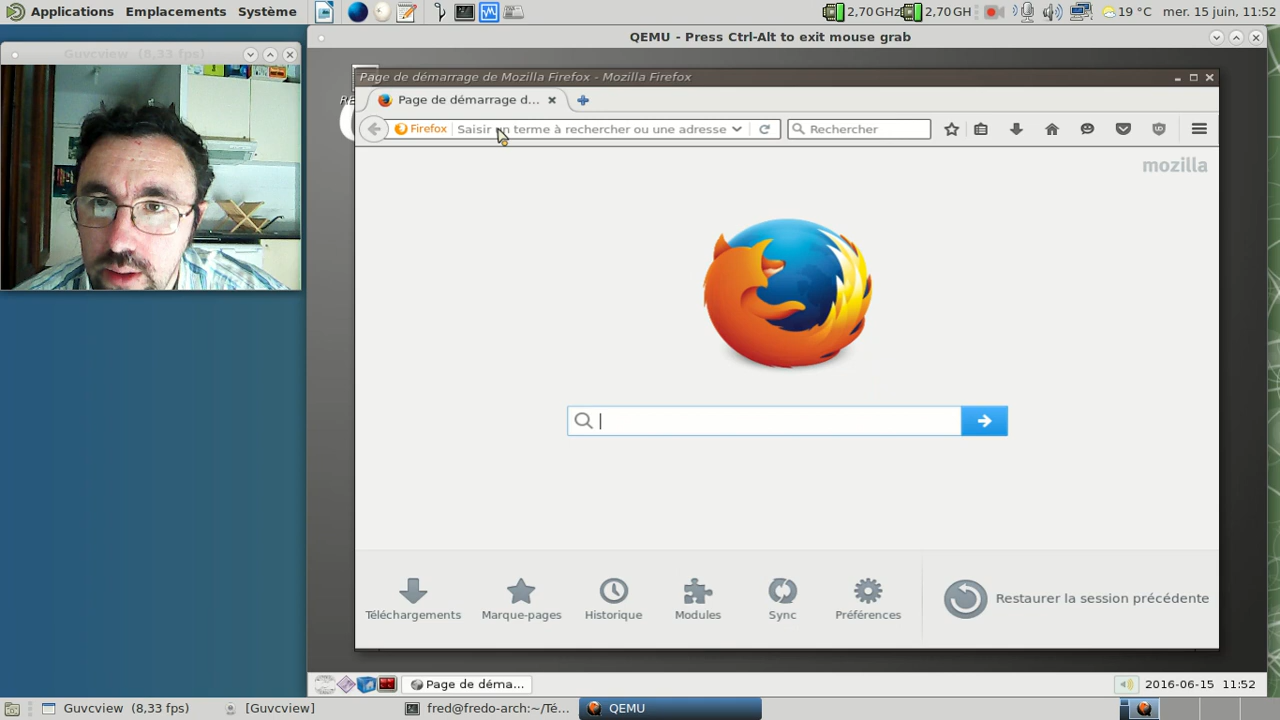 Applications Emplacements Système
2,70 GHz 2,70 GH 19 °C mer. 15 juin, 11:52
Guvcview (8,33 fps)
QEMU - Press Ctrl-Alt to exit mouse grab
Page de démarrage de Mozilla Firefox - Mozilla Firefox
Page de démarrage d...
Firefox Saisir un terme à rechercher ou une adresse Rechercher
mozilla
Téléchargements Marque-pages Historique Modules Sync Préférences Restaurer la session précédente
Page de déma... 2016-06-15 11:52
Guvcview (8,33 fps) [Guvcview] fred@fredo-arch:~/Té... QEMU